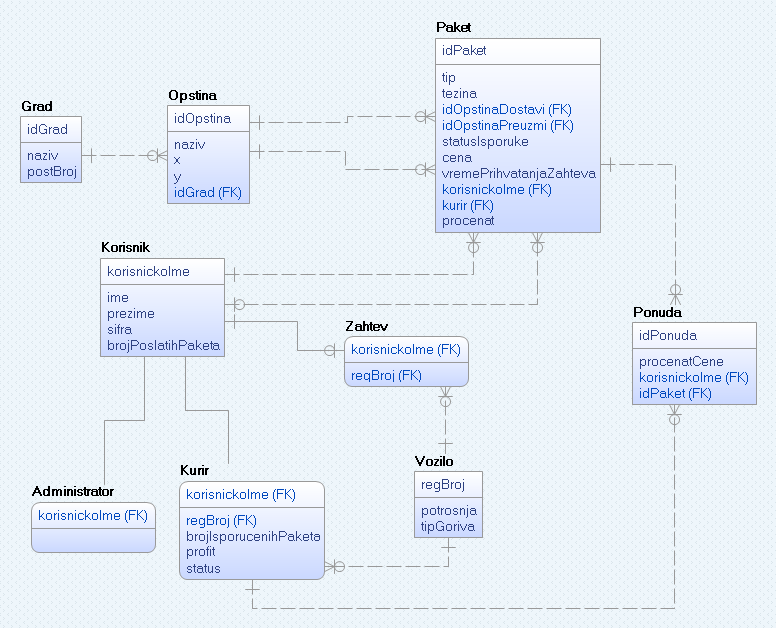 Paket
idPaket
tip
tezina
idOpstinaDostavi (FK)
idOpstinaPreuzmi (FK)
statusIsporuke
cena
vremePrihvatanjaZahteva
korisnickoIme (FK)
kurir (FK)
procenat
Opstina
idOpstina
naziv
x
y
idGrad (FK)
Grad
idGrad
naziv
postBroj
Korisnik
korisnickoIme
ime
prezime
sifra
brojPoslatihPaketa
Zahtev
korisnickoIme (FK)
regBroj (FK)
Ponuda
idPonuda
procenatCene
korisnickoIme (FK)
idPaket (FK)
Vozilo
regBroj
potrosnja
tipGoriva
Kurir
korisnickoIme (FK)
regBroj (FK)
brojIsporucenihPaketa
profit
status
Administrator
korisnickoIme (FK)